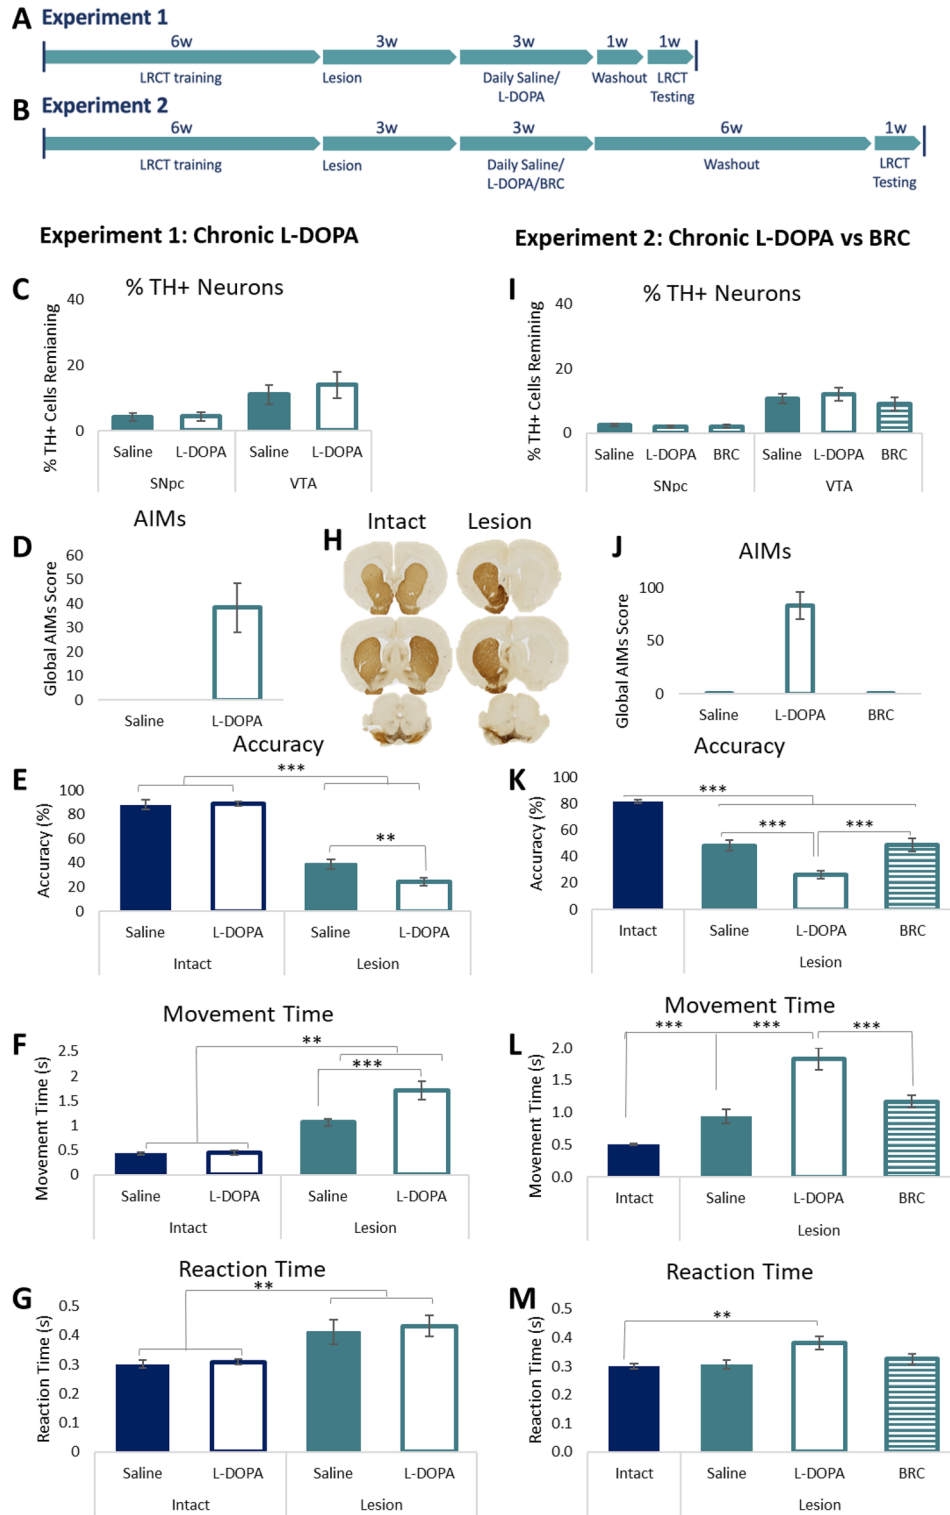 A Experiment 1
6w 3w 3w 1w 1w
LRCT training Lesion Daily Saline/ Washout LRCT
L-DOPA Testing
B Experiment 2
6w 3w 3w 6w 1w
LRCT training Lesion Daily Saline/ Washout LRCT
L-DOPA/BRC Testing
Experiment 1: Chronic L-DOPA
Experiment 2: Chronic L-DOPA vs BRC
C % TH+ Neurons
% TH+ Cells Remianing
40
20
0
Saline L-DOPA Saline L-DOPA
SNpc VTA
I % TH+ Neurons
% TH+ Cells Remining
40
20
0
Saline L-DOPA BRC Saline L-DOPA BRC
SNpc VTA
D AIMs
Global AIMs Score
60
50
40
30
20
10
0
Saline L-DOPA
H Intact Lesion
J AIMs
Global AIMs Score
100
50
0
Saline L-DOPA BRC
E Accuracy
Accuracy (%)
100
80
60
40
20
0
***
**
Saline L-DOPA Saline L-DOPA
Intact Lesion
K Accuracy
Accuracy (%)
100
80
60
40
20
0
***
*** ***
Intact Saline L-DOPA BRC
Lesion
F Movement Time
Movement Time (s)
2.5
2
1.5
1
0.5
0
**
***
Saline L-DOPA Saline L-DOPA
Intact Lesion
L Movement Time
Movement Time (s)
2.0
1.5
1.0
0.5
0.0
*** *** ***
Intact Saline L-DOPA BRC
Lesion
G Reaction Time
Reaction Time (s)
0.5
0.4
0.3
0.2
0.1
0
**
Saline L-DOPA Saline L-DOPA
Intact Lesion
M Reaction Time
Reaction Time (s)
0.5
0.4
0.3
0.2
0.1
0.0
**
Intact Saline L-DOPA BRC
Lesion